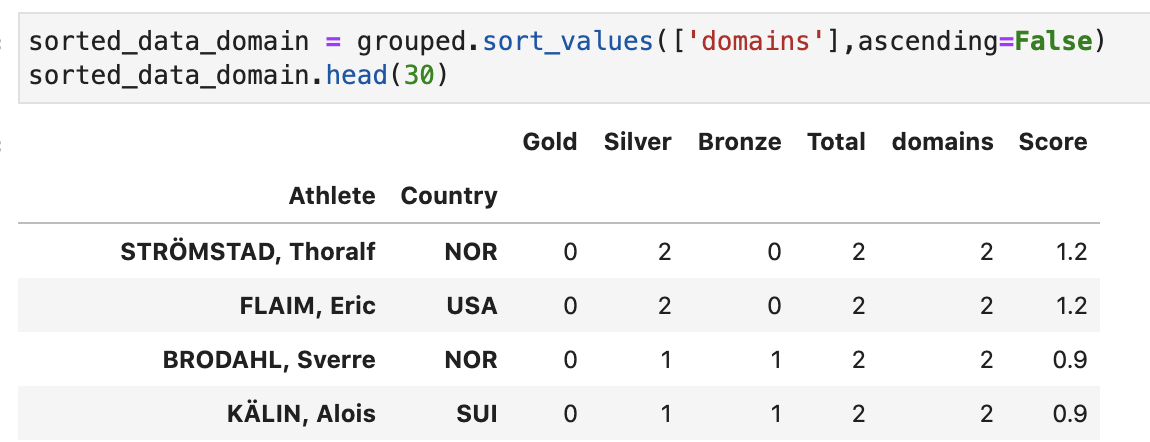 sorted_data_domain = grouped.sort_values(['domains'],ascending=False)
sorted_data_domain.head(30)
Gold Silver Bronze Total domains Score
Athlete Country
STRÖMSTAD, Thoralf NOR 0 2 0 2 2 1.2
FLAIM, Eric USA 0 2 0 2 2 1.2
BRODAHL, Sverre NOR 0 1 1 2 2 0.9
KÄLIN, Alois SUI 0 1 1 2 2 0.9